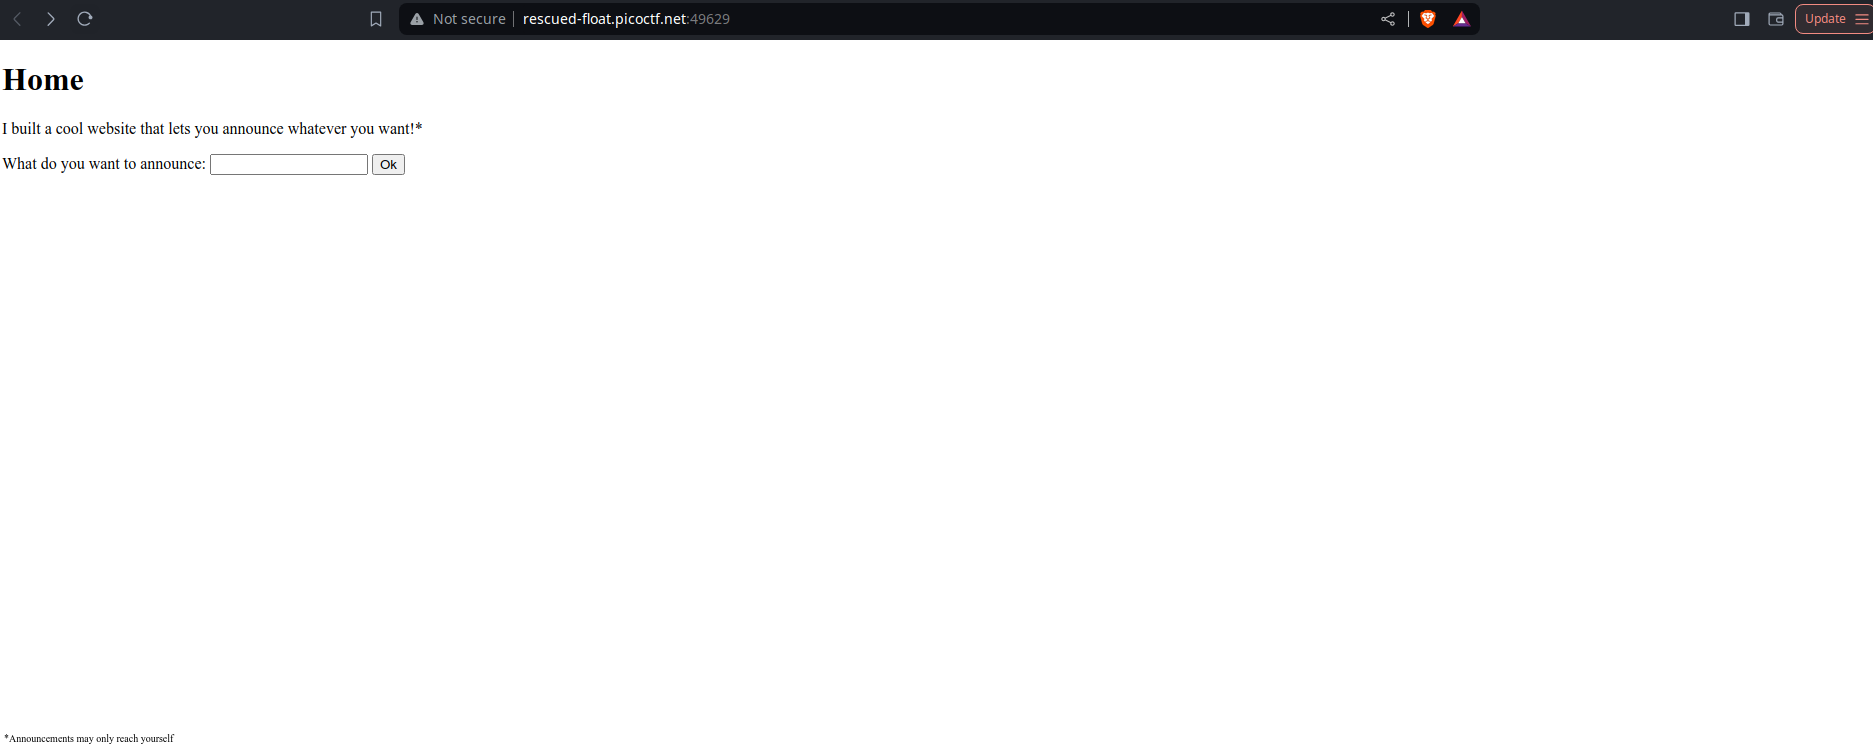 Not secure rescued-float.picoctf.net:49629 Update
Home
I built a cool website that lets you announce whatever you want!*
What do you want to announce: Ok
*Announcements may only reach yourself